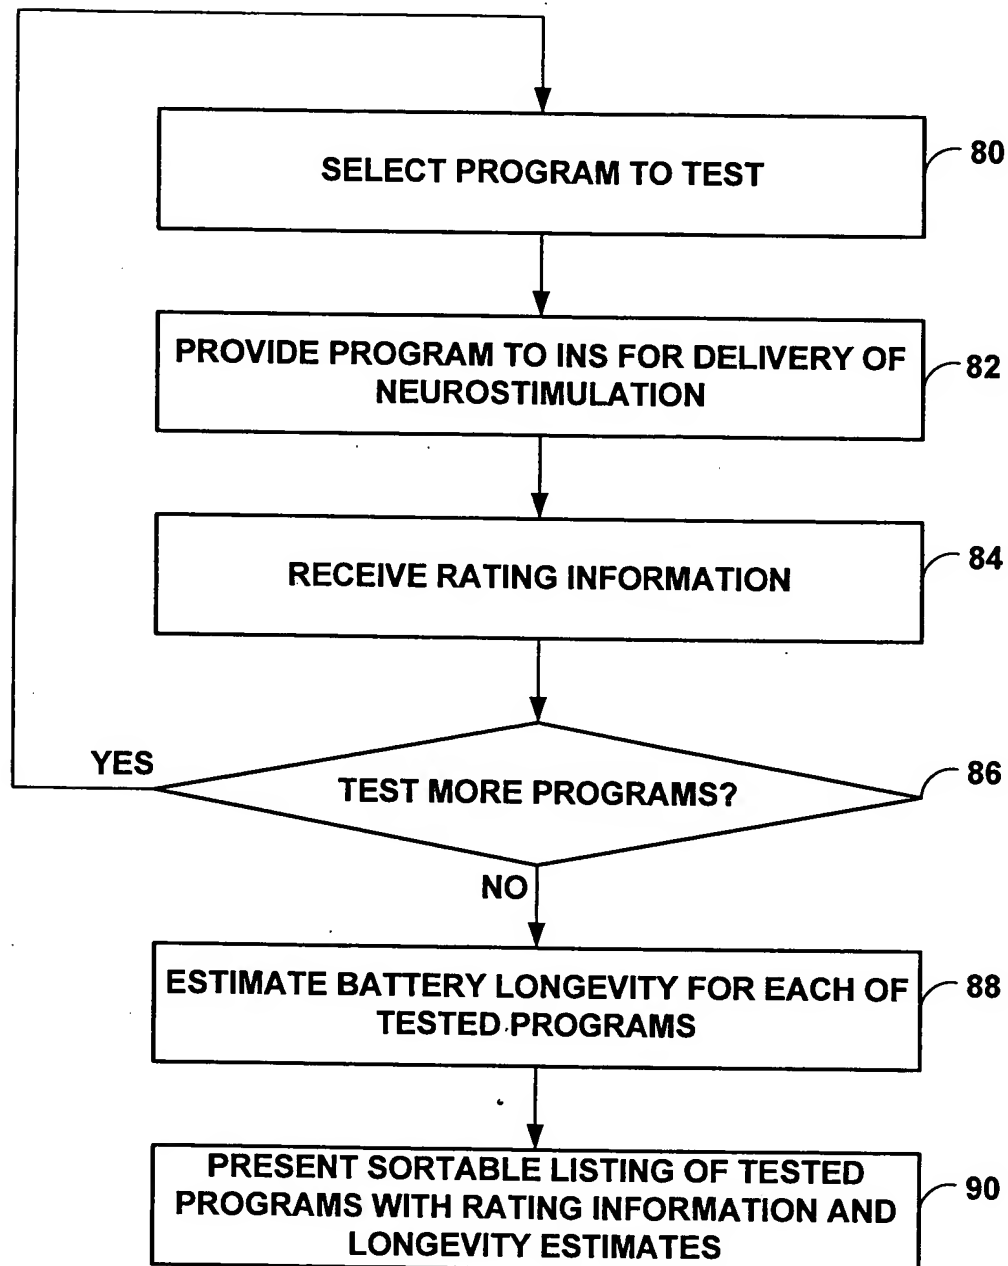 SELECT PROGRAM TO TEST
80
PROVIDE PROGRAM TO INS FOR DELIVERY OF
NEUROSTIMULATION
82
RECEIVE RATING INFORMATION
84
YES
TEST MORE PROGRAMS?
86
NO
ESTIMATE BATTERY LONGEVITY FOR EACH OF
TESTED PROGRAMS
88
PRESENT SORTABLE LISTING OF TESTED
PROGRAMS WITH RATING INFORMATION AND
LONGEVITY ESTIMATES
90